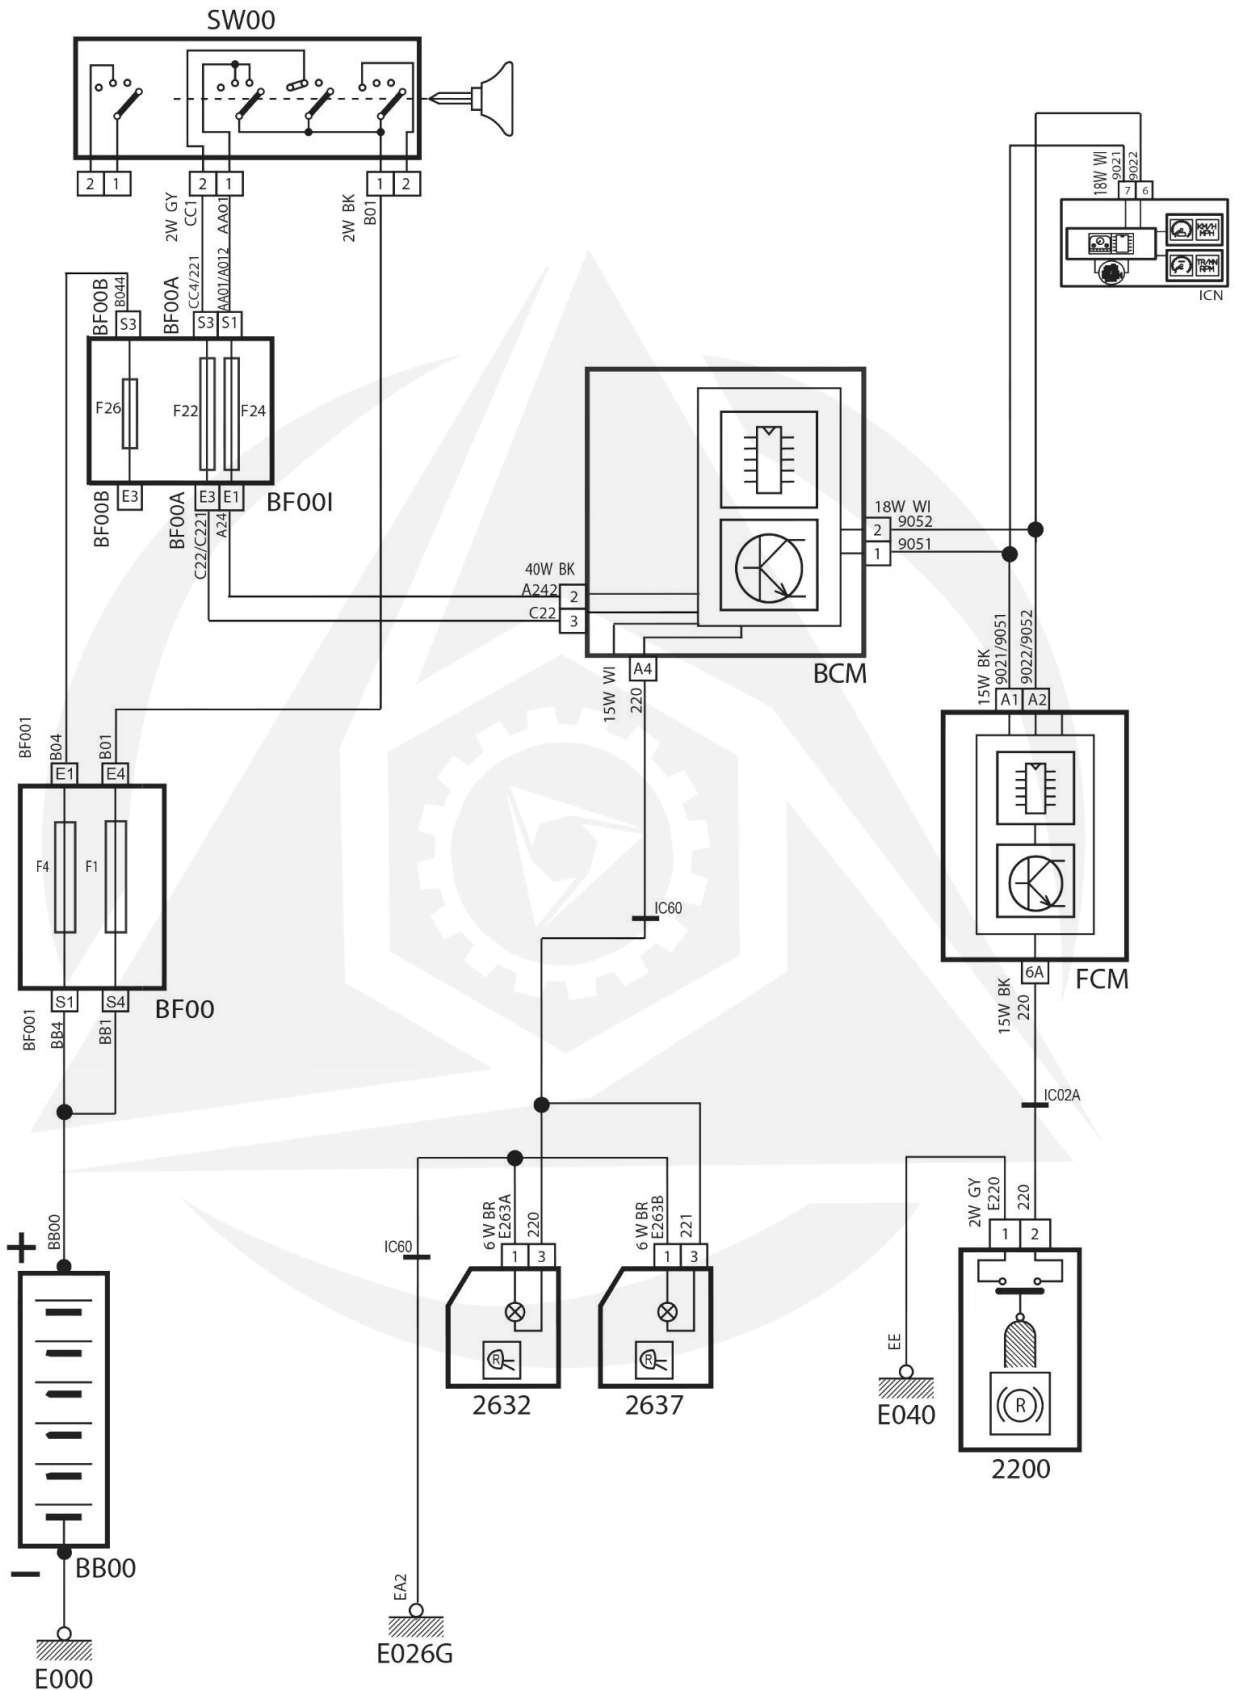 SW00
2 1
2 1
1 2
2W GY
CC1
AA01
2W BK
B01
18W WI
9021
9022
7 6
KM/H
MPH
TR/MN
RPM
ICN
BF00B
B044
BF00A
CC4/221
AA01/A012
S3
S3 S1
F26
F22
F24
E3
E3 E1
BF00B
BF00A
BF00I
C22/C221
A24
40W BK
A242
2
C22
3
18W WI
9052
2
9051
1
BCM
15W WI
A4
220
15W BK
9021/9051
9022/9052
A1 A2
BF001
B04
B01
E1
E4
F4
F1
S1
S4
BF00
BF001
BB4
BB1
IC60
6A
FCM
15W BK
220
IC02A
+
BB00
IC60
6 W BR
E263A
220
1 3
6 W BR
E263B
221
1 3
2W GY
E220
220
1 2
R
2632
R
2637
EE
E040
R
2200
−
BB00
EA2
E026G
E000